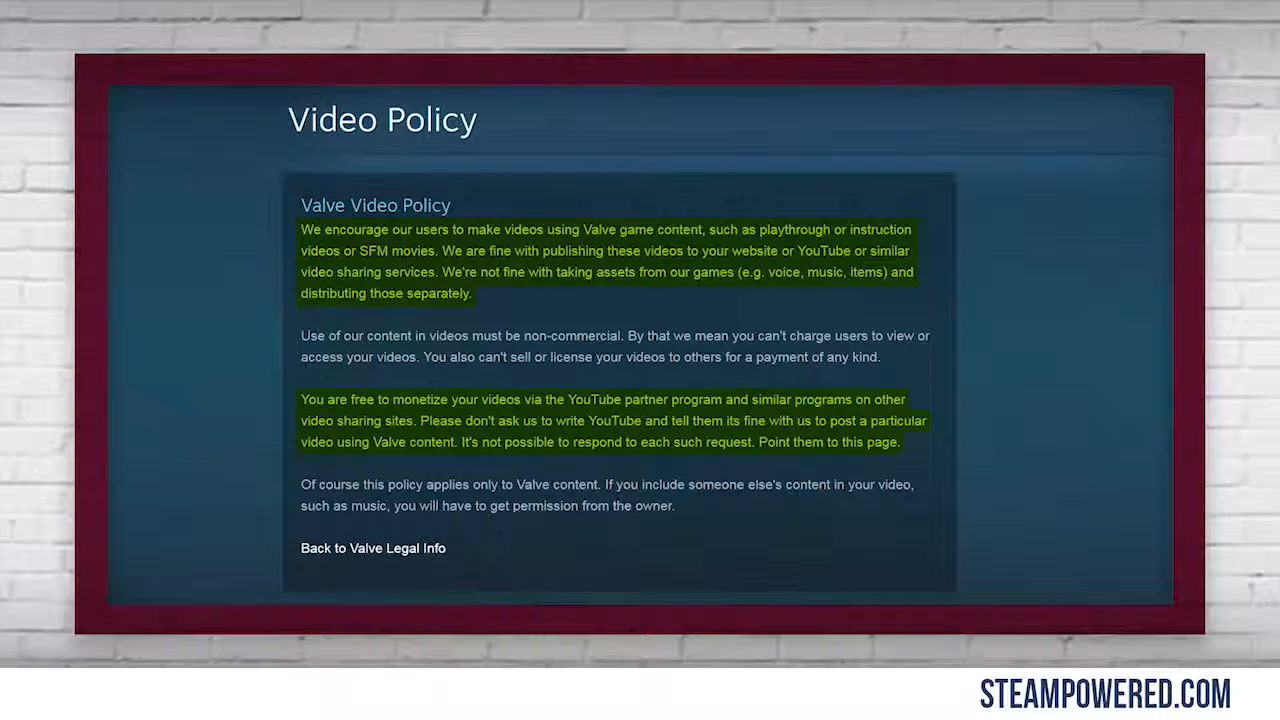 Video Policy
Valve Video Policy
We encourage our users to make videos using Valve game content, such as playthrough or instruction
videos or SFM movies. We are fine with publishing these videos to your website or YouTube or similar
video sharing services. We're not fine with taking assets from our games (e.g. voice, music, items) and
distributing those separately.
Use of our content in videos must be non-commercial. By that we mean you can't charge users to view or
access your videos. You also can't sell or license your videos to others for a payment of any kind.
You are free to monetize your videos via the YouTube partner program and similar programs on other
video sharing sites. Please don't ask us to write YouTube and tell them its fine with us to post a particular
video using Valve content. It's not possible to respond to each such request. Point them to this page.
Of course this policy applies only to Valve content. If you include someone else's content in your video,
such as music, you will have to get permission from the owner.
Back to Valve Legal Info
STEAMPOWERED.COM